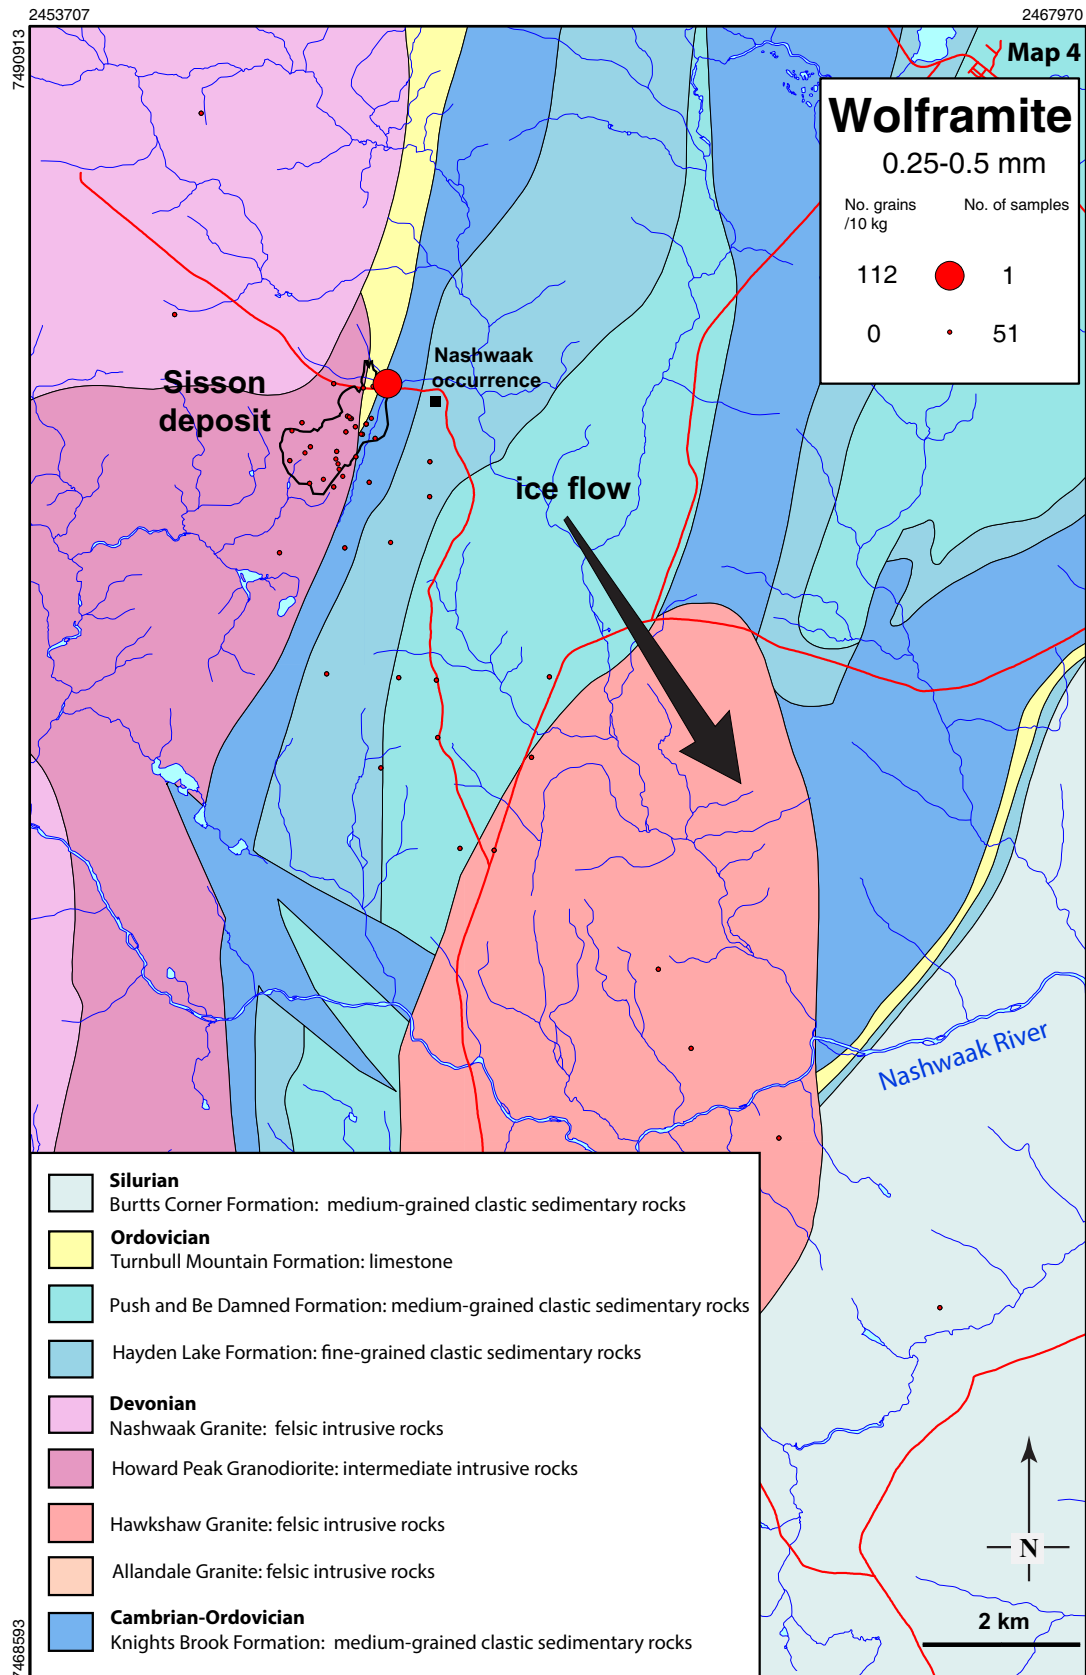 2453707
2467970
7490913
Map 4
Wolframite
0.25-0.5 mm
No. grains
/10 kg
No. of samples
112
1
0
51
Nashwaak
occurrence
Sisson
deposit
ice flow
Nashwaak River
Silurian
Burtts Corner Formation: medium-grained clastic sedimentary rocks
Ordovician
Turnbull Mountain Formation: limestone
Push and Be Damned Formation: medium-grained clastic sedimentary rocks
Hayden Lake Formation: fine-grained clastic sedimentary rocks
Devonian
Nashwaak Granite: felsic intrusive rocks
Howard Peak Granodiorite: intermediate intrusive rocks
Hawkshaw Granite: felsic intrusive rocks
Allandale Granite: felsic intrusive rocks
Cambrian-Ordovician
Knights Brook Formation: medium-grained clastic sedimentary rocks
N
2 km
7468593